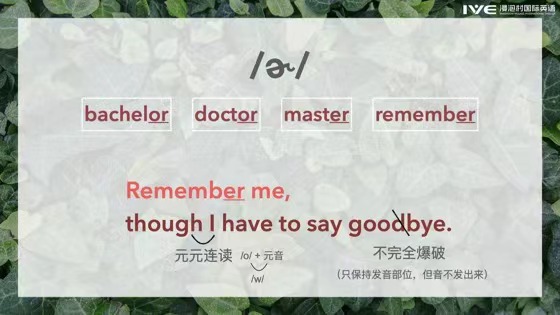 IVE 漫泡村国际英语
/ɚ/
bachelor doctor master remember
Remember me,
though I have to say goodbye.
元元连读 /o/ + 元音 不完全爆破
/w/ (只保持发音部位，但音不发出来)